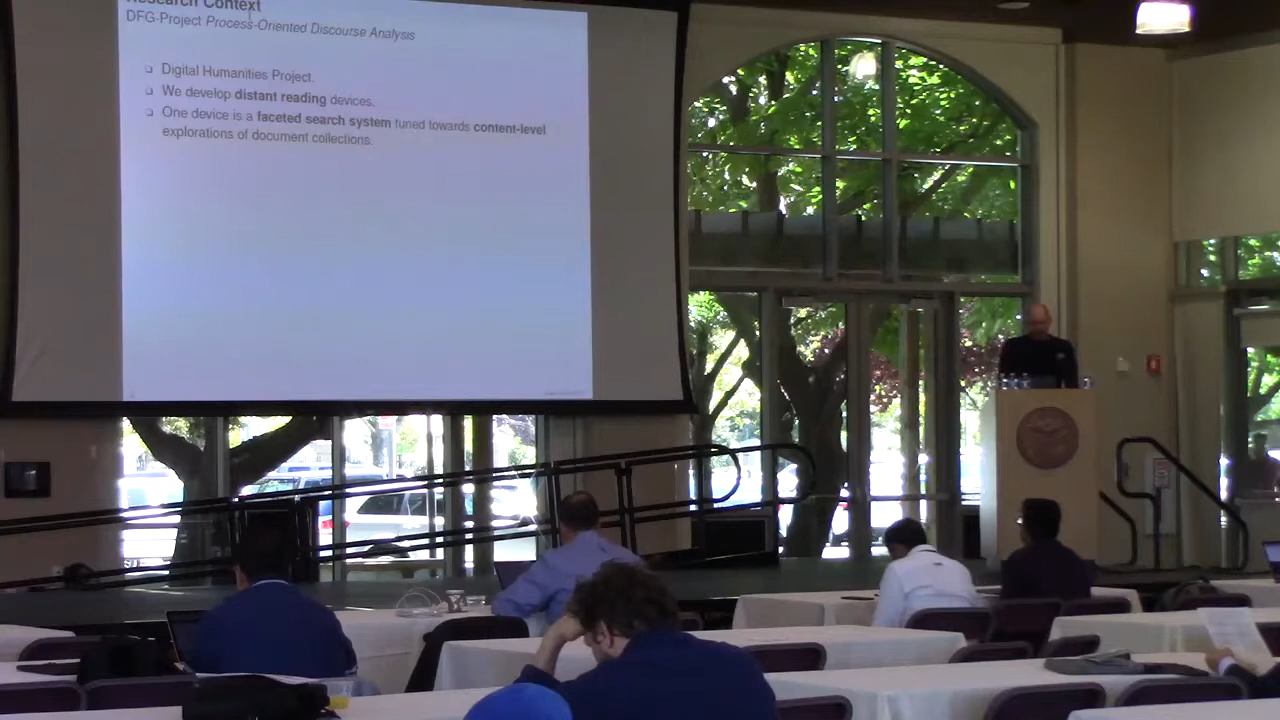 Research Context
DFG-Project Process-Oriented Discourse Analysis
Digital Humanities Project.
We develop distant reading devices.
One device is a faceted search system tuned towards content-level
explorations of document collections.